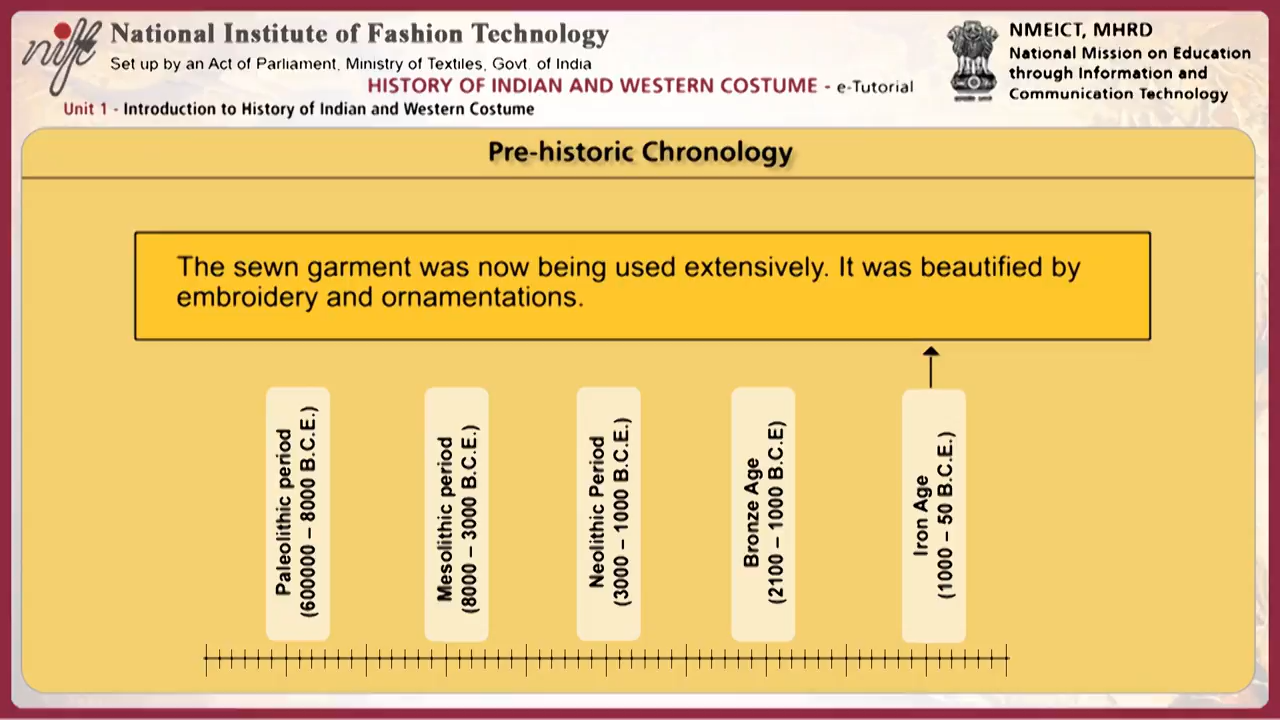 nift
National Institute of Fashion Technology
Set up by an Act of Parliament, Ministry of Textiles, Govt. of India
HISTORY OF INDIAN AND WESTERN COSTUME - e-Tutorial
Unit 1 - Introduction to History of Indian and Western Costume
NMEICT, MHRD
National Mission on Education
through Information and
Communication Technology
Pre-historic Chronology
The sewn garment was now being used extensively. It was beautified by
embroidery and ornamentations.
Paleolithic period
(600000 – 8000 B.C.E.)
Mesolithic period
(8000 – 3000 B.C.E.)
Neolithic Period
(3000 – 1000 B.C.E.)
Bronze Age
(2100 – 1000 B.C.E)
Iron Age
(1000 – 50 B.C.E.)